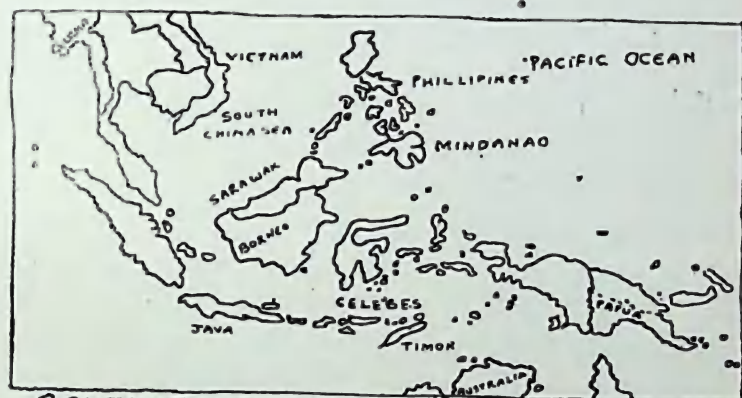 VIETNAM
PACIFIC OCEAN
PHILLIPINES
SOUTH
CHINA SEA
MINDANAO
SARAWAK
BORNEO
CELEBES
PAPUA
JAVA
TIMOR
AUSTRALIA